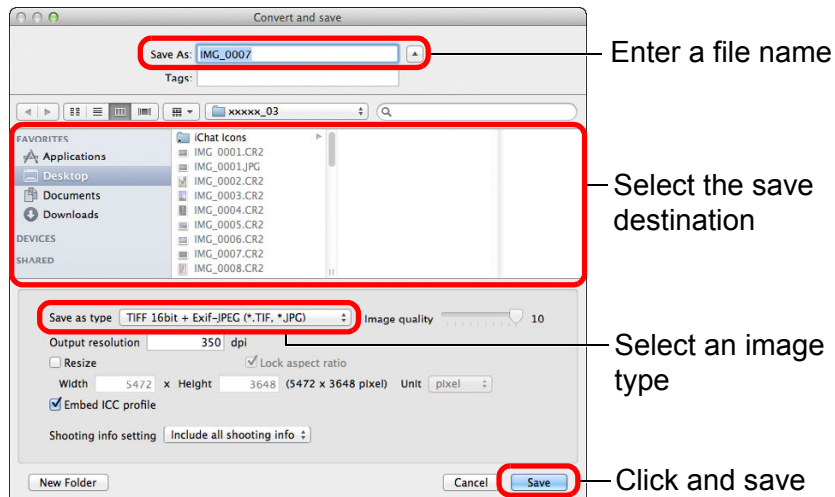 Convert and save
Save As: IMG_0007
Enter a file name
Tags:
xxxxx_03
FAVORITES
Applications
Desktop
Documents
Downloads
DEVICES
SHARED
iChat Icons
IMG_0001.CR2
IMG_0001.JPG
IMG_0002.CR2
IMG_0003.CR2
IMG_0004.CR2
IMG_0005.CR2
IMG_0006.CR2
IMG_0007.CR2
IMG_0008.CR2
Select the save
destination
Save as type TIFF 16bit + Exif-JPEG (*.TIF, *.JPG) Image quality 10
Output resolution 350 dpi
Resize Lock aspect ratio
Width 5472 x Height 3648 (5472 x 3648 pixel) Unit pixel
Embed ICC profile
Shooting info setting Include all shooting info
Select an image
type
New Folder Cancel Save
Click and save